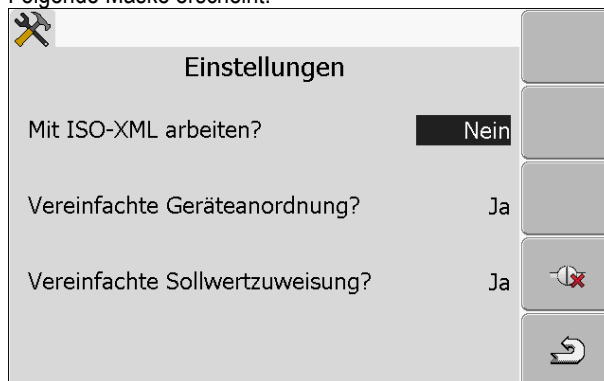 Folgende Maske erscheint:
Einstellungen
Mit ISO-XML arbeiten? Nein
Vereinfachte Geräteanordnung? Ja
Vereinfachte Sollwertzuweisung? Ja